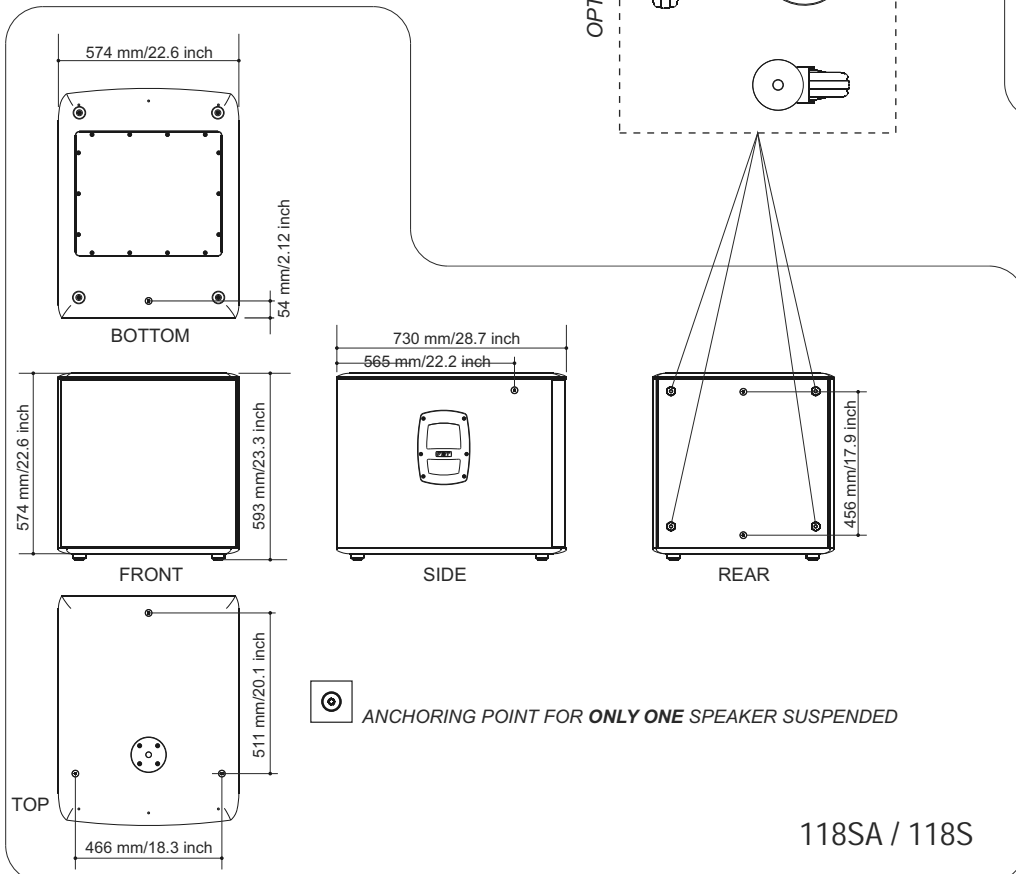 OPT
574 mm/22.6 inch
54 mm/2.12 inch
BOTTOM
730 mm/28.7 inch
565 mm/22.2 inch
574 mm/22.6 inch
593 mm/23.3 inch
456 mm/17.9 inch
FRONT
SIDE
REAR
511 mm/20.1 inch
ANCHORING POINT FOR ONLY ONE SPEAKER SUSPENDED
TOP
466 mm/18.3 inch
118SA / 118S